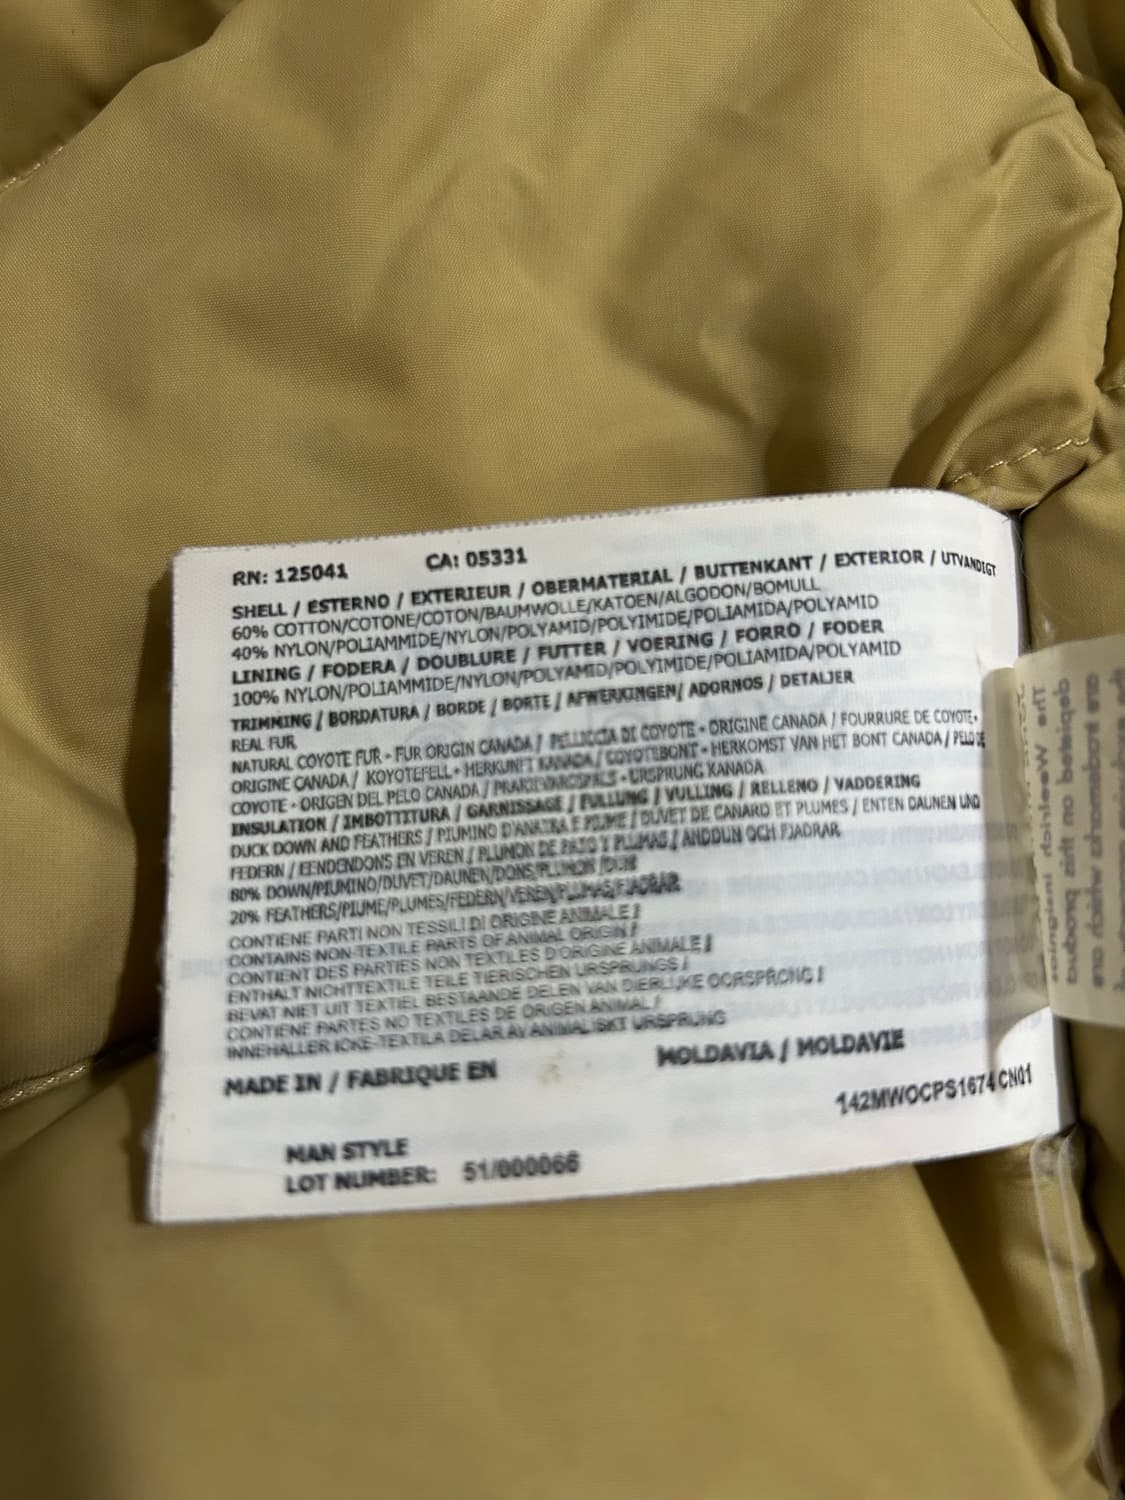 RN: 125041 CA: 05331
SHELL / ESTERNO / EXTERIEUR / OBERMATERIAL / BUITENKANT / EXTERIOR / UTVANDIGT
60% COTTON/COTONE/COTON/BAUMWOLLE/KATOEN/ALGODON/BOMULL
40% NYLON/POLIAMMIDE/NYLON/POLYAMID/POLYIMIDE/POLIAMIDA/POLYAMID
LINING / FODERA / DOUBLURE / FUTTER / VOERING / FORRO / FODER
100% NYLON/POLIAMMIDE/NYLON/POLYAMID/POLYIMIDE/POLIAMIDA/POLYAMID
TRIMMING / BORDATURA / BORDE / BORTE / AFWERKINGEN/ ADORNOS / DETALJER
REAL FUR
NATURAL COYOTE FUR - FUR ORIGIN CANADA / PELLICCIA DI COYOTE - ORIGINE CANADA / FOURRURE DE COYOTE-
ORIGINE CANADA / KOYOTEFELL - HERKUNFT KANADA / COYOTEBONT - HERKOMST VAN HET BONT CANADA / PELO DE
COYOTE - ORIGEN DEL PELO CANADA / - URSPRUNG KANADA
INSULATION / IMBOTTITURA / GARNISSAGE / FULLUNG / VULLING / RELLENO / VADDERING
DUCK DOWN AND FEATHERS / PIUMINO D'ANATRA E PIUME / DUVET DE CANARD ET PLUMES / ENTEN DAUNEN UND
FEDERN / EENDENDONS EN VEREN / PLUMON DE PATO Y PLUMAS / ANDDUN OCH FJADRAR
80% DOWN/PIUMINO/DUVET/DAUNEN/DONS/PLUMON /DUN
20% FEATHERS/PIUME/PLUMES/FEDERN/VEREN/PLUMAS/FJADRAR
CONTIENE PARTI NON TESSILI DI ORIGINE ANIMALE /
CONTAINS NON-TEXTILE PARTS OF ANIMAL ORIGIN /
CONTIENT DES PARTIES NON TEXTILES D'ORIGINE ANIMALE /
ENTHALT NICHTTEXTILE TEILE TIERISCHEN URSPRUNGS /
BEVAT NIET UIT TEXTIEL BESTAANDE DELEN VAN DIERLIJKE OORSPRONG /
CONTIENE PARTES NO TEXTILES DE ORIGEN ANIMAL /
INNEHALLER ICKE-TEXTILA DELAR AV ANIMALISKT URSPRUNG
MADE IN / FABRIQUE EN MOLDAVIA / MOLDAVIE
142MWOCPS1674 CN01
MAN STYLE
LOT NUMBER: 51/000066
The Woolrich
depicted on this